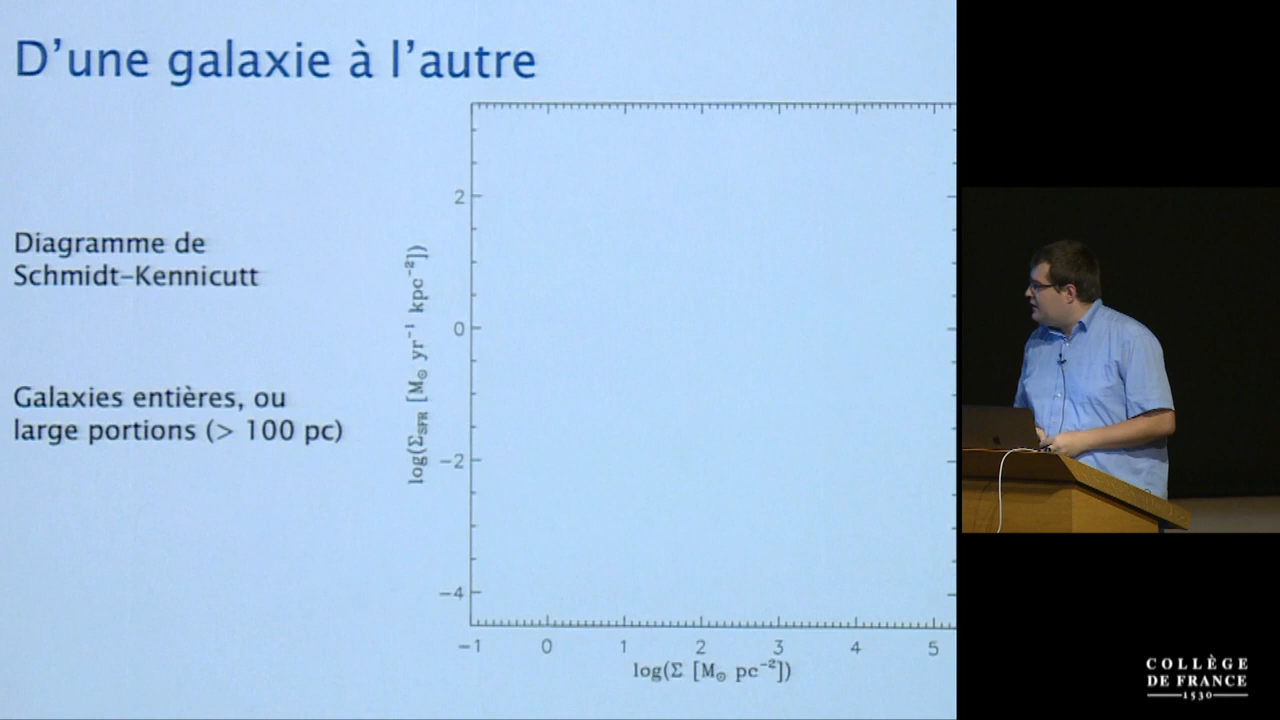 D'une galaxie à l'autre
Diagramme de
Schmidt-Kennicutt
Galaxies entières, ou
large portions (> 100 pc)
log(Σ_SFR [M⊙ yr⁻¹ kpc⁻²])
2
0
−2
−4
−1 0 1 2 3 4 5
log(Σ [M⊙ pc⁻²])
COLLÈGE
DE FRANCE
1530